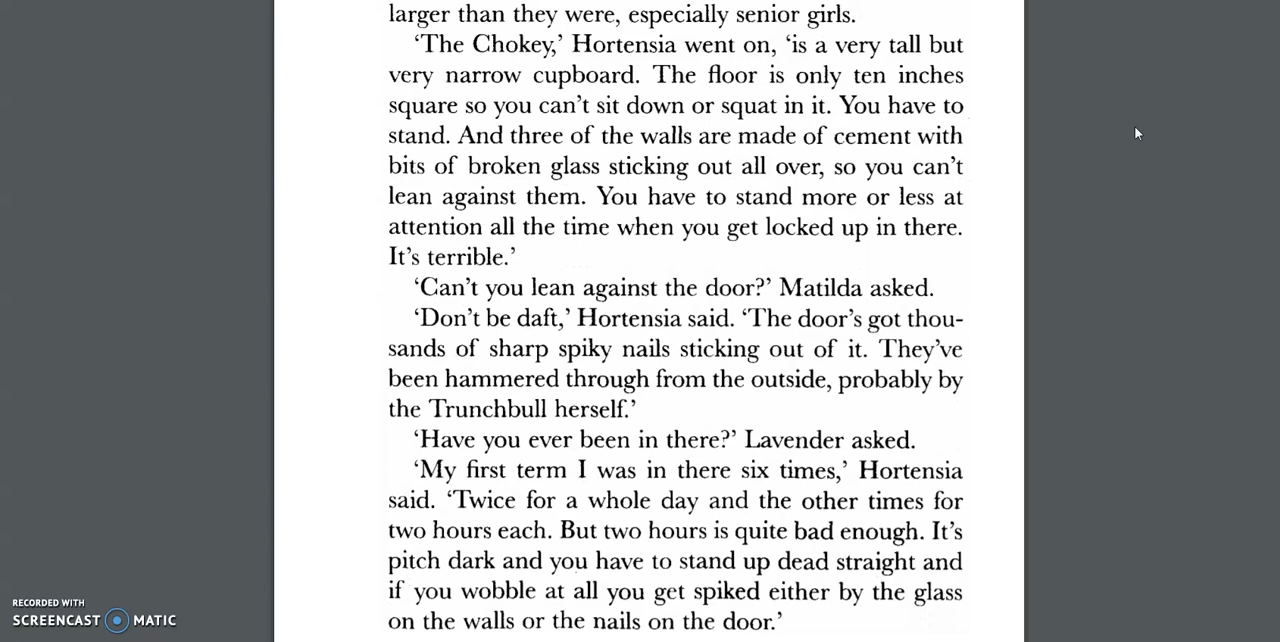 larger than they were, especially senior girls.
‘The Chokey,’ Hortensia went on, ‘is a very tall but
very narrow cupboard. The floor is only ten inches
square so you can’t sit down or squat in it. You have to
stand. And three of the walls are made of cement with
bits of broken glass sticking out all over, so you can’t
lean against them. You have to stand more or less at
attention all the time when you get locked up in there.
It’s terrible.’
‘Can’t you lean against the door?’ Matilda asked.
‘Don’t be daft,’ Hortensia said. ‘The door’s got thou-
sands of sharp spiky nails sticking out of it. They’ve
been hammered through from the outside, probably by
the Trunchbull herself.’
‘Have you ever been in there?’ Lavender asked.
‘My first term I was in there six times,’ Hortensia
said. ‘Twice for a whole day and the other times for
two hours each. But two hours is quite bad enough. It’s
pitch dark and you have to stand up dead straight and
if you wobble at all you get spiked either by the glass
on the walls or the nails on the door.’
RECORDED WITH
SCREENCAST MATIC